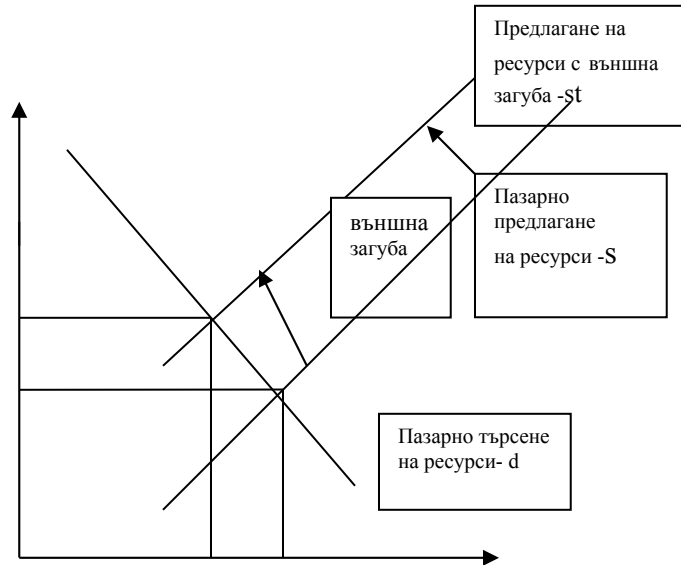 Предлагане на
ресурси с външна
загуба -st
външна
загуба
Пазарно
предлагане
на ресурси -s
Пазарно търсене
на ресурси- d